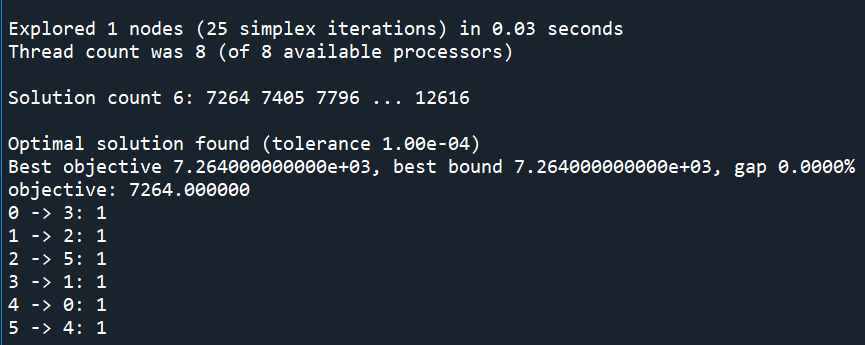 Explored 1 nodes (25 simplex iterations) in 0.03 seconds
Thread count was 8 (of 8 available processors)
Solution count 6: 7264 7405 7796 ... 12616
Optimal solution found (tolerance 1.00e-04)
Best objective 7.264000000000e+03, best bound 7.264000000000e+03, gap 0.0000%
objective: 7264.000000
0 -> 3: 1
1 -> 2: 1
2 -> 5: 1
3 -> 1: 1
4 -> 0: 1
5 -> 4: 1